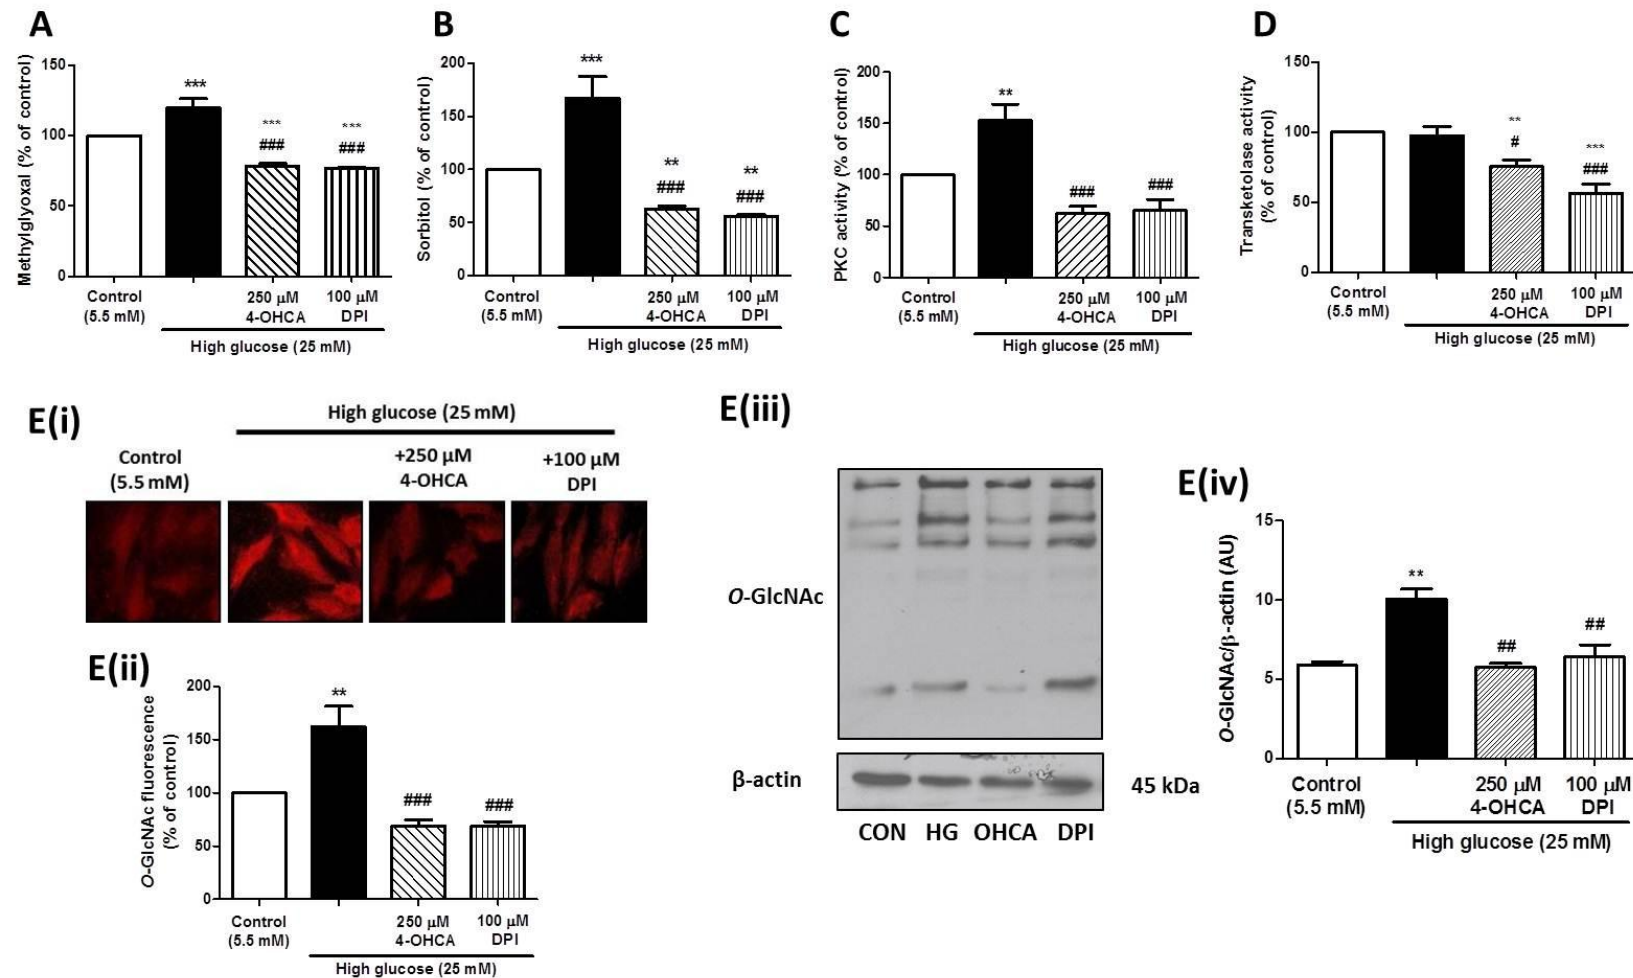 A
Methylglyoxal (% of control)
150
100
50
0
***
***
###
***
###
Control
(5.5 mM)
250 μM
4-OHCA
100 μM
DPI
High glucose (25 mM)
B
Sorbitol (% of control)
200
150
100
50
0
***
**
###
**
###
Control
(5.5 mM)
250 μM
4-OHCA
100 μM
DPI
High glucose (25 mM)
C
PKC activity (% of control)
200
150
100
50
0
**
###
###
Control
(5.5 mM)
250 μM
4-OHCA
100 μM
DPI
High glucose (25 mM)
D
Transketolase activity
(% of control)
150
100
50
0
**
#
***
###
Control
(5.5 mM)
250 μM
4-OHCA
100 μM
DPI
High glucose (25 mM)
E(i)
High glucose (25 mM)
Control
(5.5 mM)
+250 μM
4-OHCA
+100 μM
DPI
E(ii)
O-GlcNAc fluorescence
(% of control)
200
150
100
50
0
**
###
###
Control
(5.5 mM)
250 μM
4-OHCA
100 μM
DPI
High glucose (25 mM)
E(iii)
O-GlcNAc
β-actin
45 kDa
CON HG OHCA DPI
E(iv)
O-GlcNAc/β-actin (AU)
15
10
5
0
**
##
##
Control
(5.5 mM)
250 μM
4-OHCA
100 μM
DPI
High glucose (25 mM)